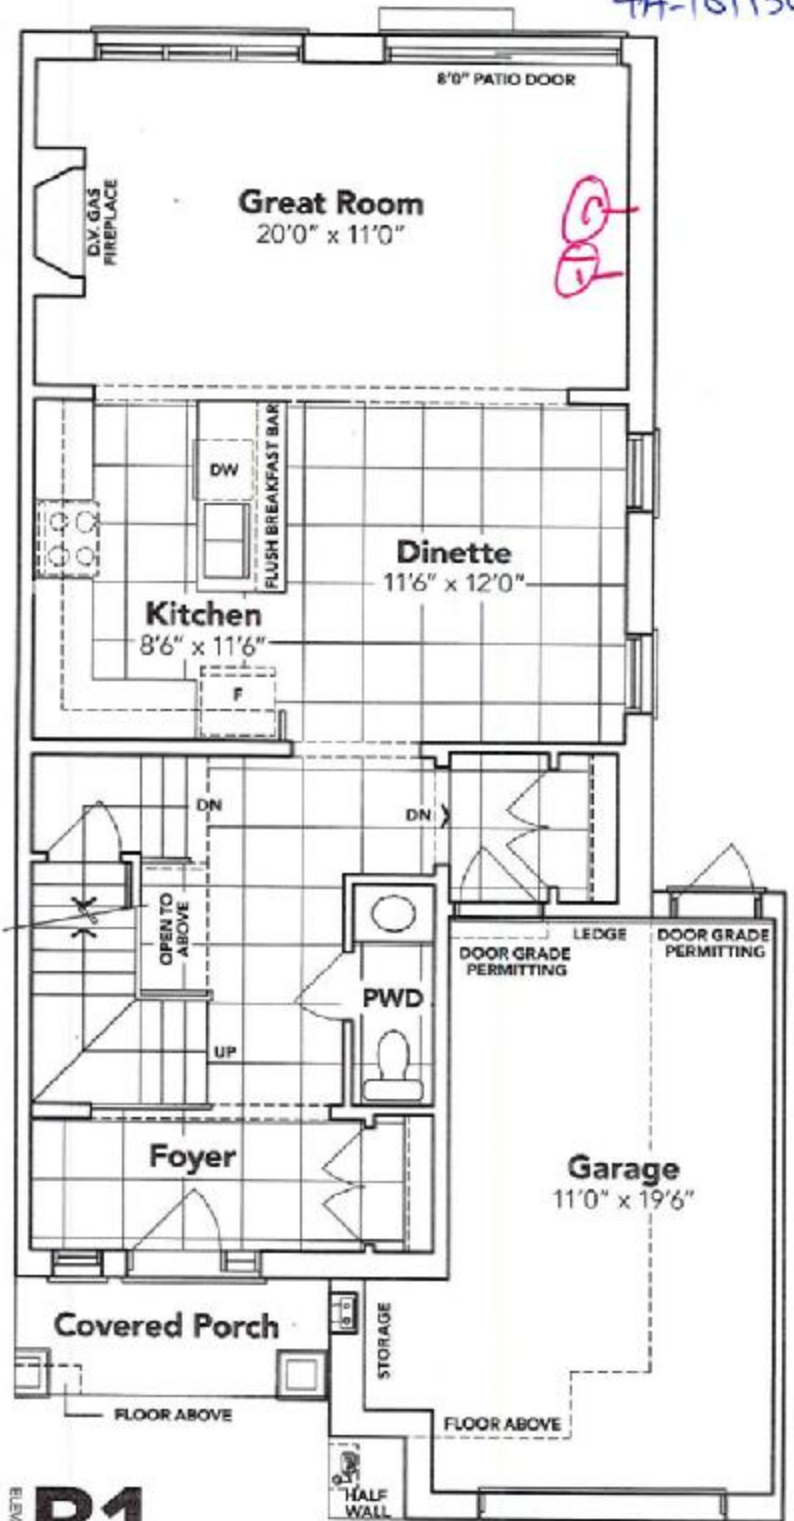 8'0" PATIO DOOR
D.V. GAS
FIREPLACE
Great Room
20'0" x 11'0"
DW
FLUSH BREAKFAST BAR
Dinette
11'6" x 12'0"
Kitchen
8'6" x 11'6"
F
DN
DN
OPEN TO
ABOVE
LEDGE
DOOR GRADE
PERMITTING
DOOR GRADE
PERMITTING
PWD
UP
Foyer
Garage
11'0" x 19'6"
Covered Porch
STORAGE
FLOOR ABOVE
FLOOR ABOVE
HALF
WALL